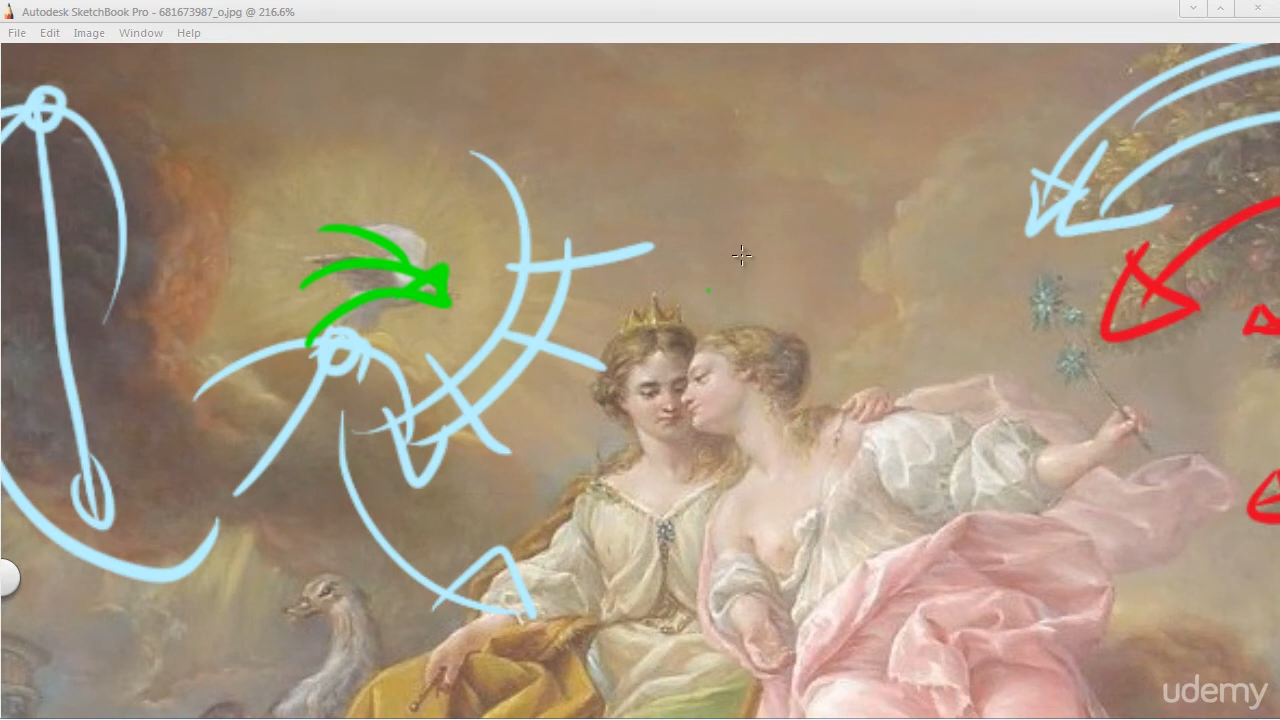 Autodesk SketchBook Pro - 681673987_o.jpg @ 216.6%
File Edit Image Window Help
udemy